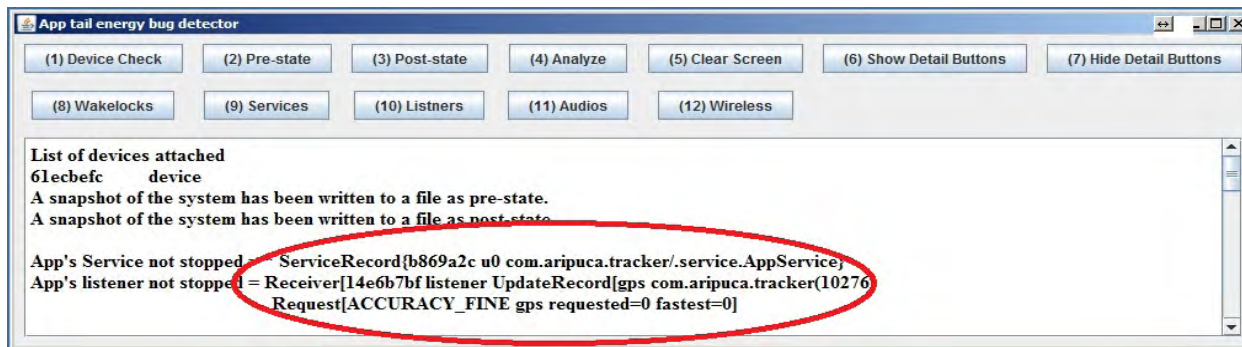 App tail energy bug detector
(1) Device Check (2) Pre-state (3) Post-state (4) Analyze (5) Clear Screen (6) Show Detail Buttons (7) Hide Detail Buttons
(8) Wakelocks (9) Services (10) Listners (11) Audios (12) Wireless
List of devices attached
61ecbefc device
A snapshot of the system has been written to a file as pre-state.
A snapshot of the system has been written to a file as post-state
App's Service not stopped = ServiceRecord{b869a2c u0 com.aripuca.tracker/.service.AppService}
App's listener not stopped = Receiver[14e6b7bf listener UpdateRecord[gps com.aripuca.tracker(10276
Request[ACCURACY_FINE gps requested=0 fastest=0]